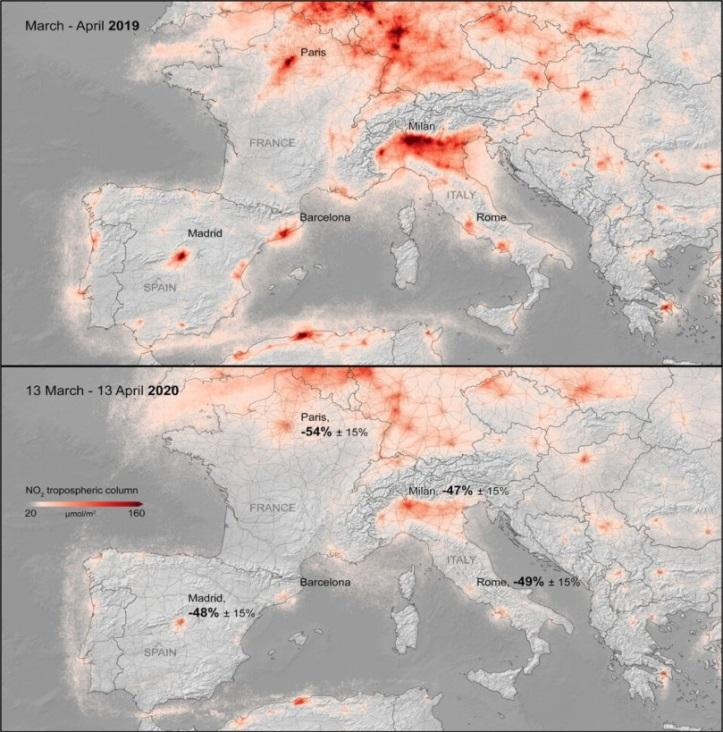 March - April 2019
Paris
FRANCE
Milan
ITALY
Barcelona
Rome
Madrid
SPAIN
13 March - 13 April 2020
Paris,
-54% ± 15%
NO₂ tropospheric column
20 µmol/m² 160
FRANCE
Milan, -47% ± 15%
ITALY
Barcelona
Rome, -49% ± 15%
Madrid,
-48% ± 15%
SPAIN